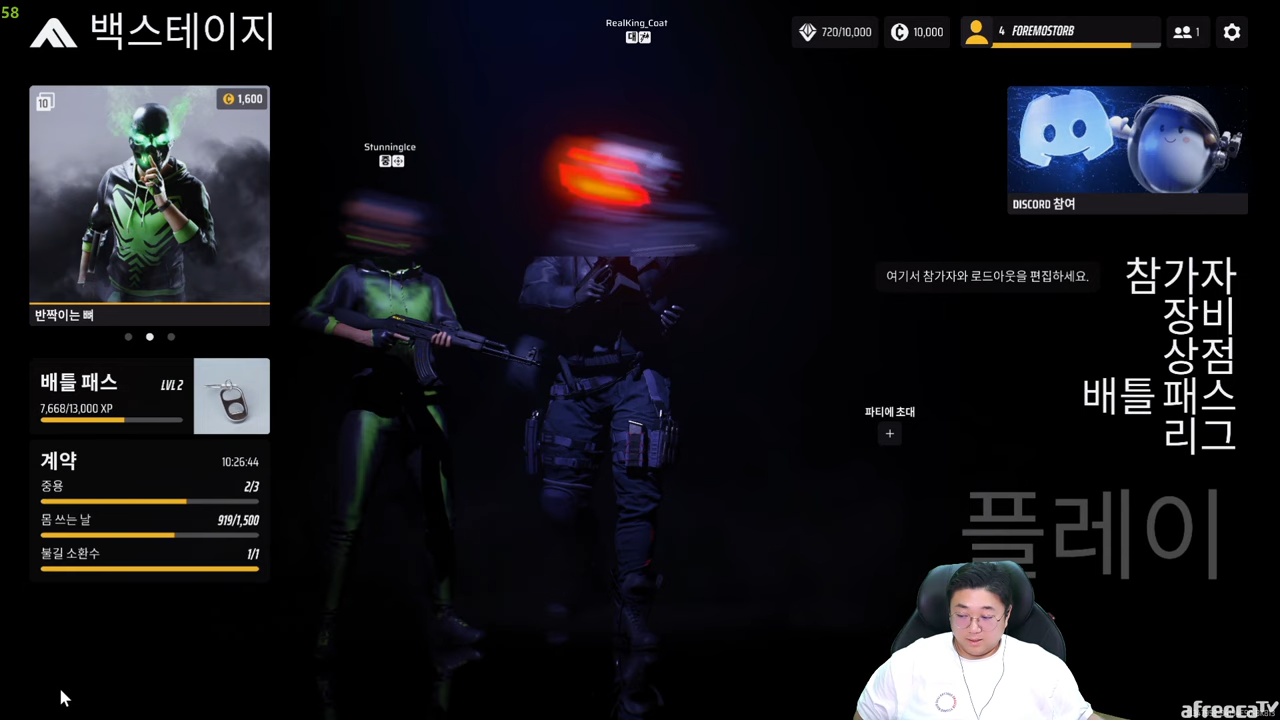 58
백스테이지
RealKing_Coat
대
720/10,000
10,000
4 FOREMOSTORB
1
10
1,600
반짝이는 뼈
StunningIce
중
DISCORD 참여
여기서 참가자와 로드아웃을 편집하세요.
참가자
장비
상점
배틀 패스
리그
배틀 패스
LVL 2
7,668/13,000 XP
계약
10:26:44
중용
2/3
몸 쓰는 날
919/1,500
불길 소환수
1/1
파티에 초대
플레이
afreecaTV